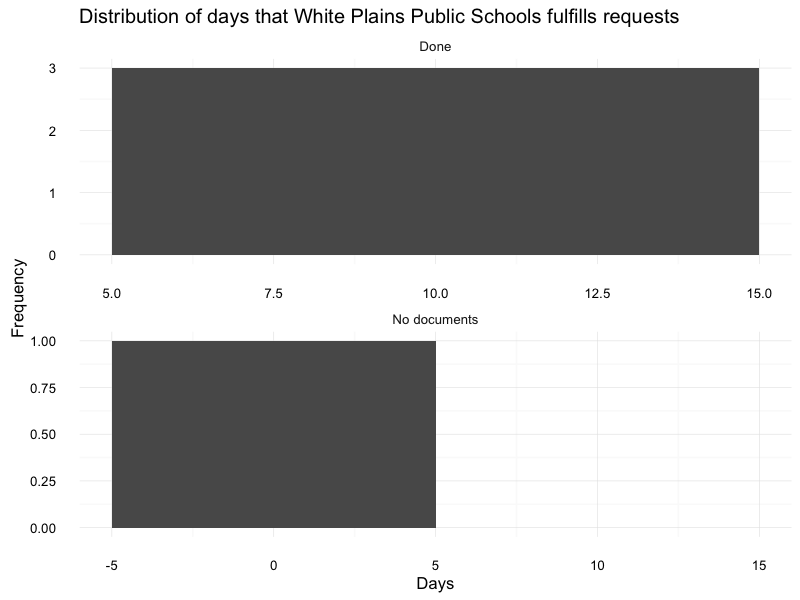 Distribution of days that White Plains Public Schools fulfills requests
Done
3
2
1
0
5.0 7.5 10.0 12.5 15.0
Frequency
No documents
1.00
0.75
0.50
0.25
0.00
-5 0 5 10 15
Days